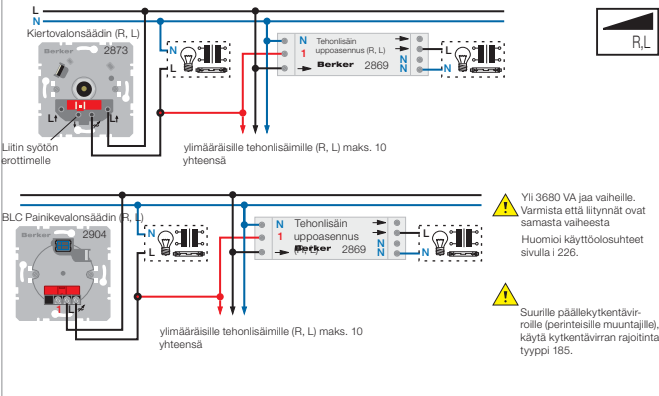 L
N
Kiertovalonsäädin (R, L)
Berker 2873
L↑ L↑
Liitin syötön
erottimelle
N
L
N Tehonlisäin
uppoasennus (R, L)
1
Berker 2869
N
N
L
N
ylimääräisille tehonlisäimille (R, L) maks. 10
yhteensä
R,L
BLC Painikevalonsäädin (R, L)
Berker 2904
1 L
N
L
N Tehonlisäin
1 uppoasennus
(R, L)
Berker 2869
N
N
L
N
ylimääräisille tehonlisäimille (R, L) maks. 10
yhteensä
Yli 3680 VA jaa vaiheille.
Varmista että liitynnät ovat
samasta vaiheesta
Huomioi käyttöolosuhteet
sivulla i 226.
Suurille päällekytkentävir-
roille (perinteisille muuntajille),
käytä kytkentävirran rajoitinta
tyyppi 185.